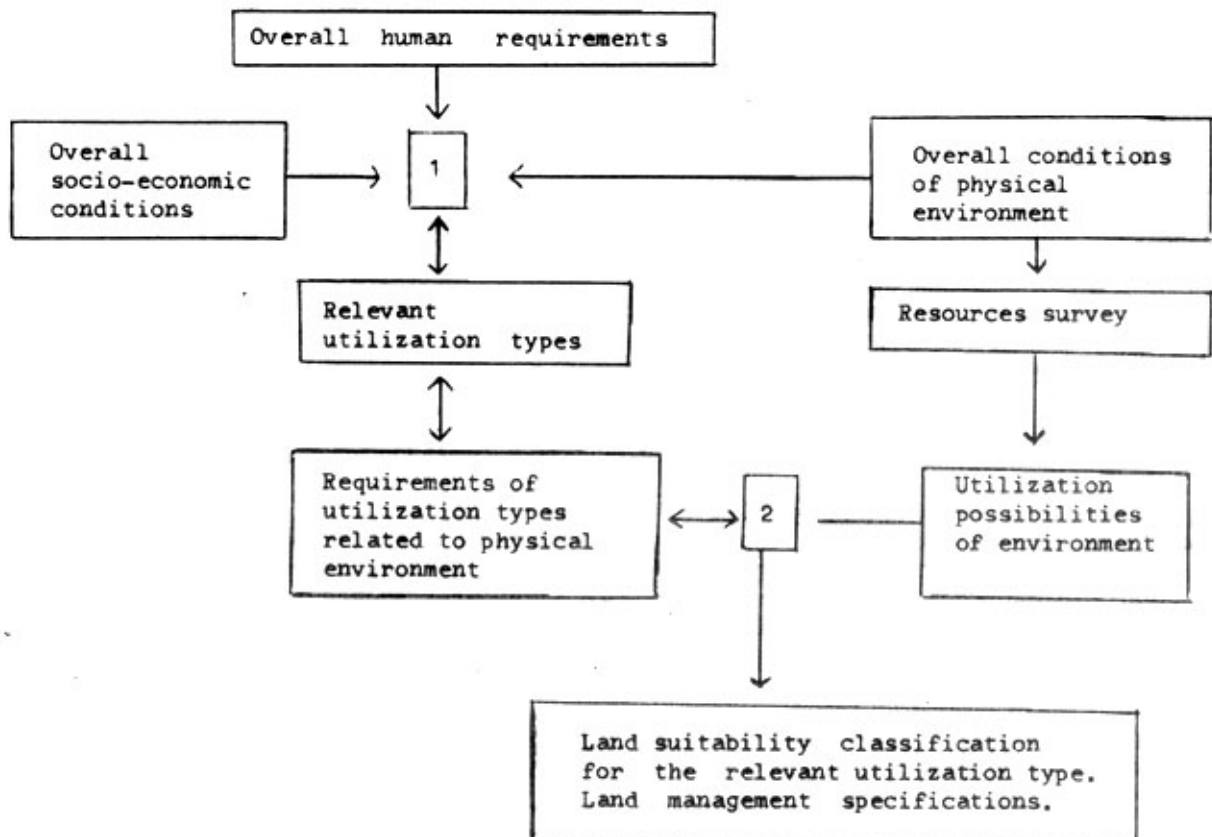 Overall human requirements
Overall
socio-economic
conditions
1
Overall conditions
of physical
environment
Relevant
utilization types
Resources survey
Requirements of
utilization types
related to physical
environment
2
Utilization
possibilities
of environment
Land suitability classification
for the relevant utilization type.
Land management specifications.